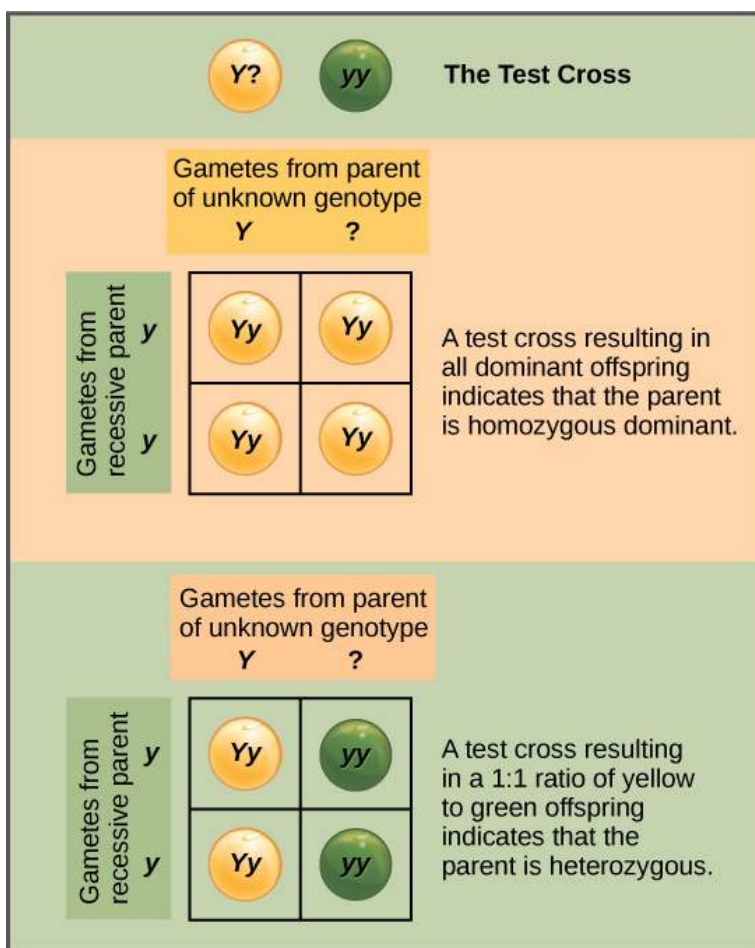 Y? yy The Test Cross
Gametes from parent
of unknown genotype
Y ?
Gametes from
recessive parent
y Yy Yy
y Yy Yy
A test cross resulting in
all dominant offspring
indicates that the parent
is homozygous dominant.
Gametes from parent
of unknown genotype
Y ?
Gametes from
recessive parent
y Yy yy
y Yy yy
A test cross resulting
in a 1:1 ratio of yellow
to green offspring
indicates that the
parent is heterozygous.